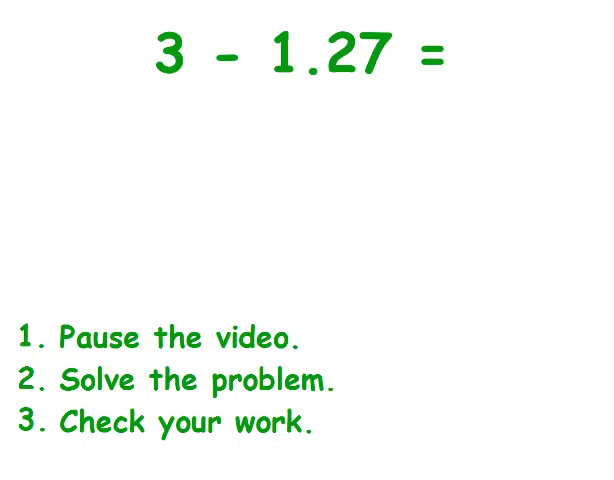 3 - 1.27 =
1. Pause the video.
2. Solve the problem.
3. Check your work.